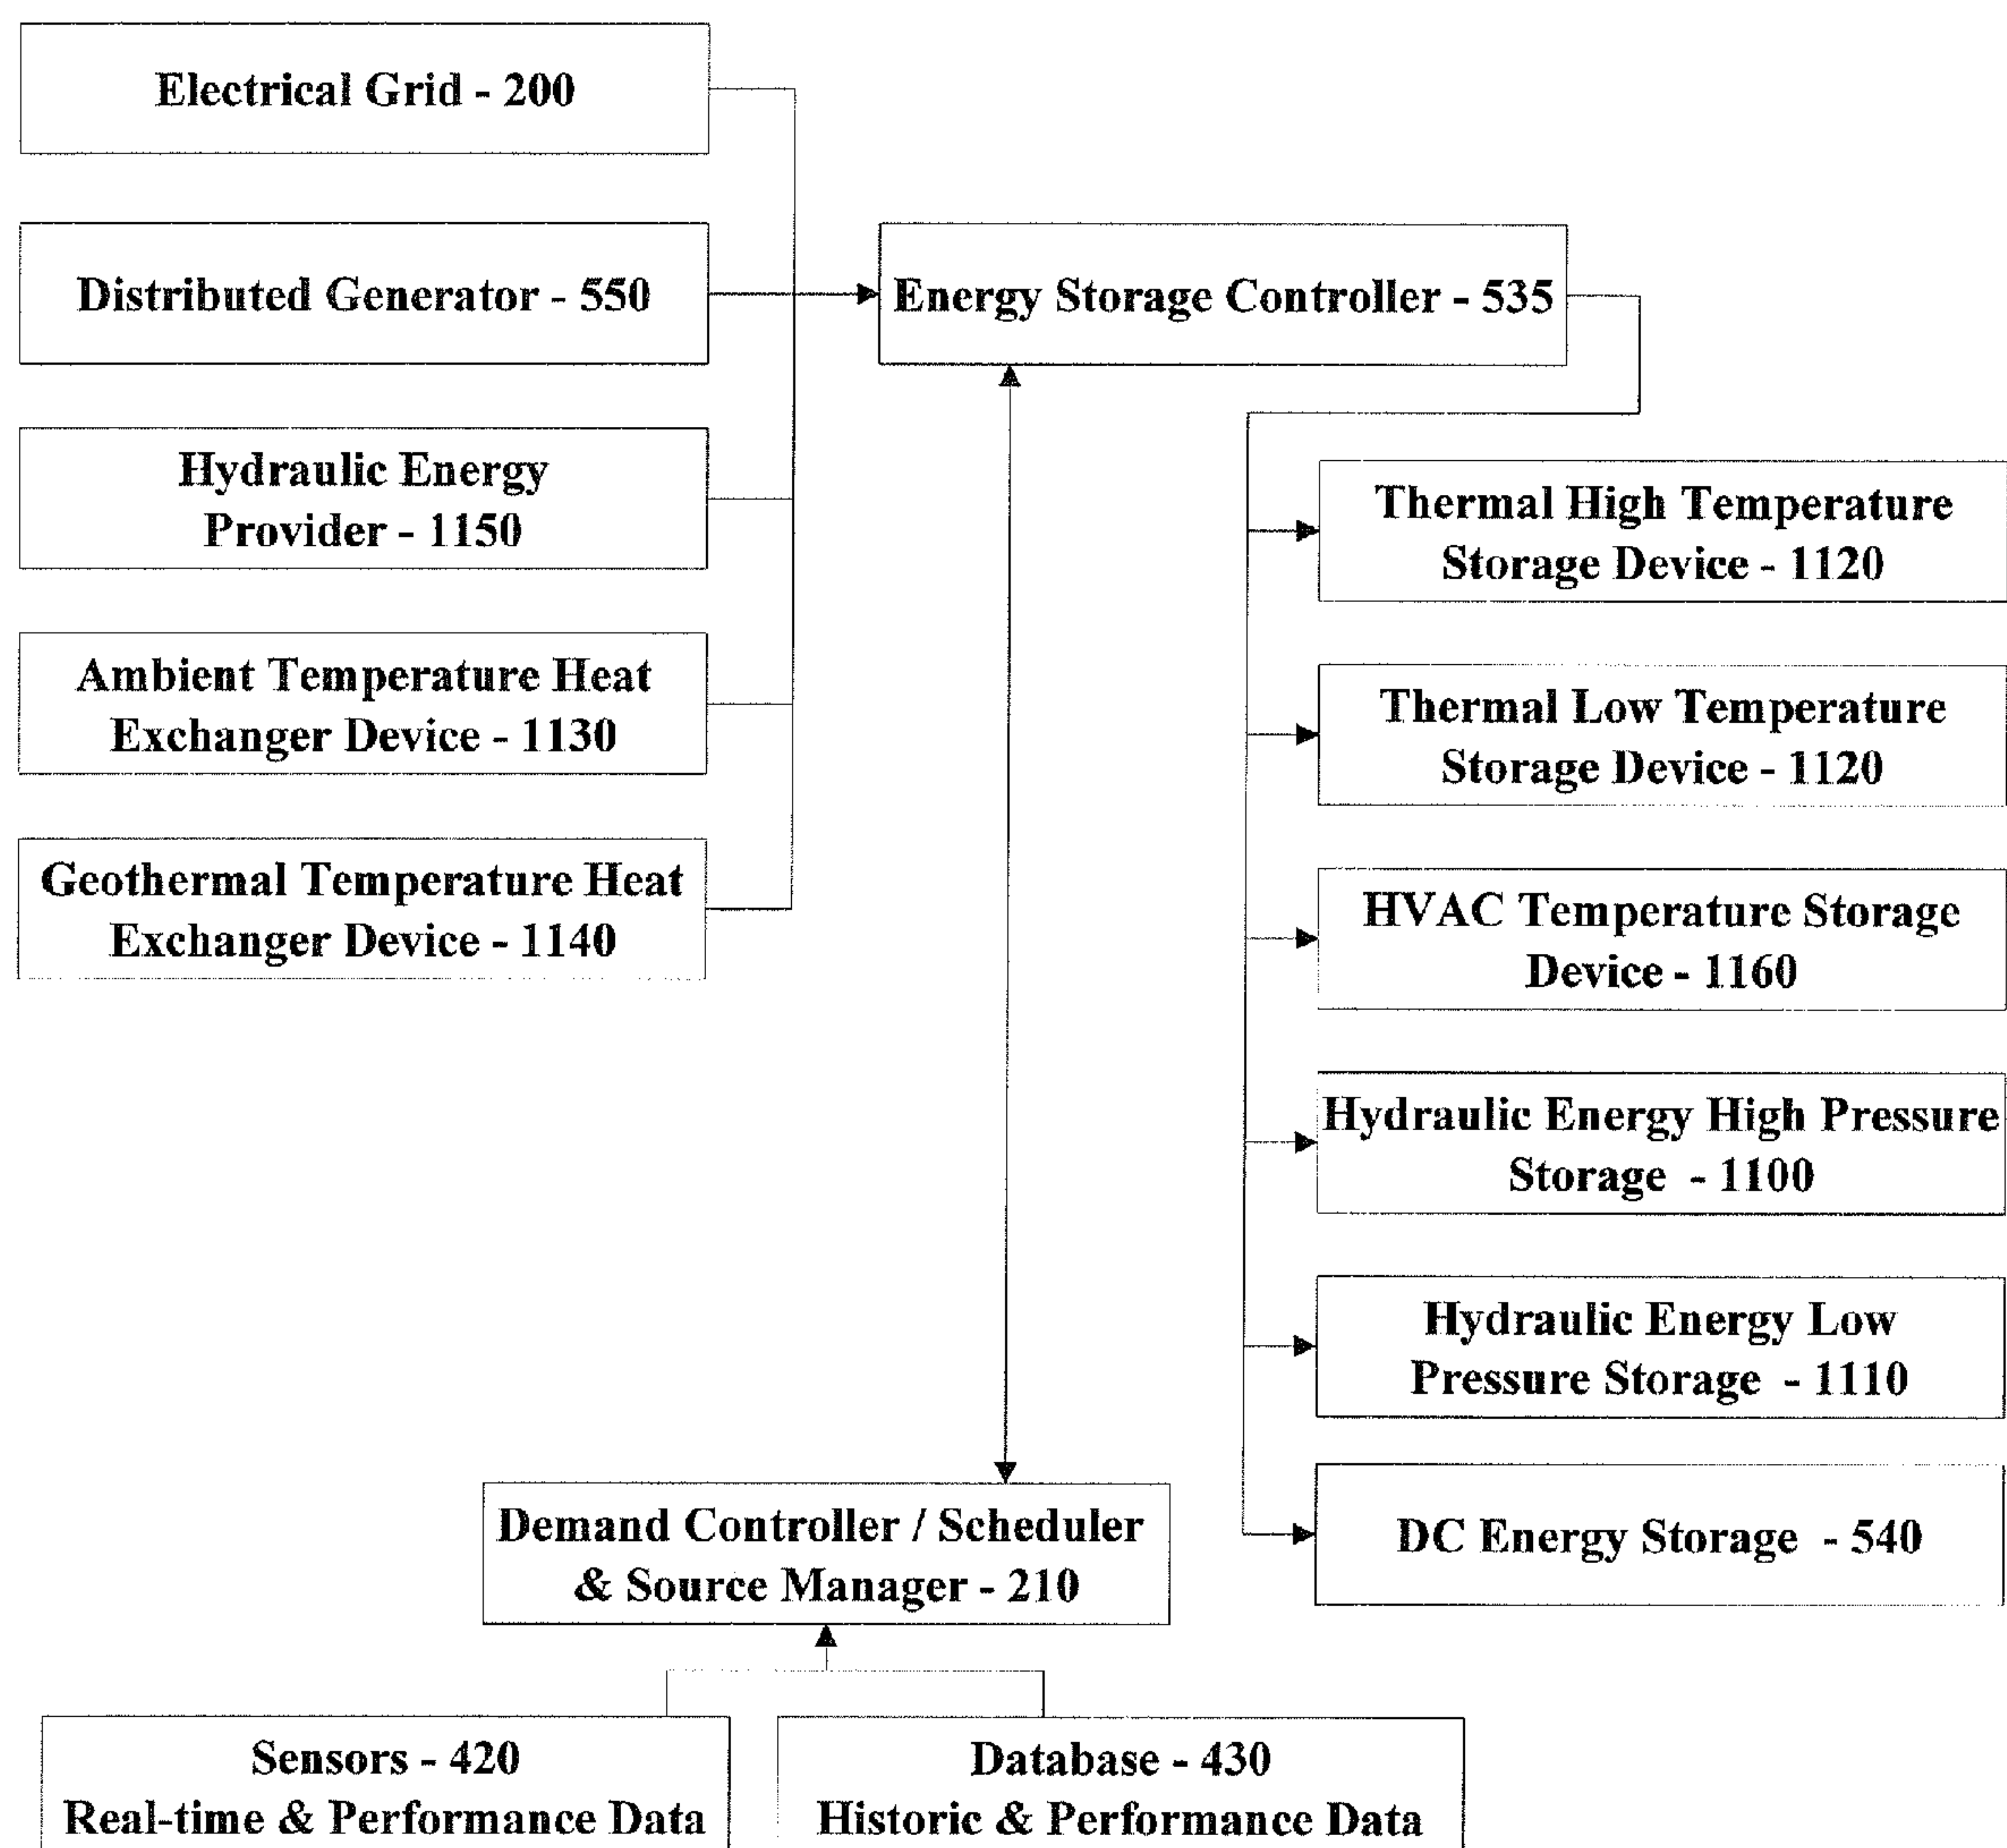 Electrical Grid - 200
Distributed Generator - 550
Hydraulic Energy
Provider - 1150
Ambient Temperature Heat
Exchanger Device - 1130
Geothermal Temperature Heat
Exchanger Device - 1140
Energy Storage Controller - 535
Thermal High Temperature
Storage Device - 1120
Thermal Low Temperature
Storage Device - 1120
HVAC Temperature Storage
Device - 1160
Hydraulic Energy High Pressure
Storage - 1100
Hydraulic Energy Low
Pressure Storage - 1110
DC Energy Storage - 540
Demand Controller / Scheduler
& Source Manager - 210
Sensors - 420
Real-time & Performance Data
Database - 430
Historic & Performance Data